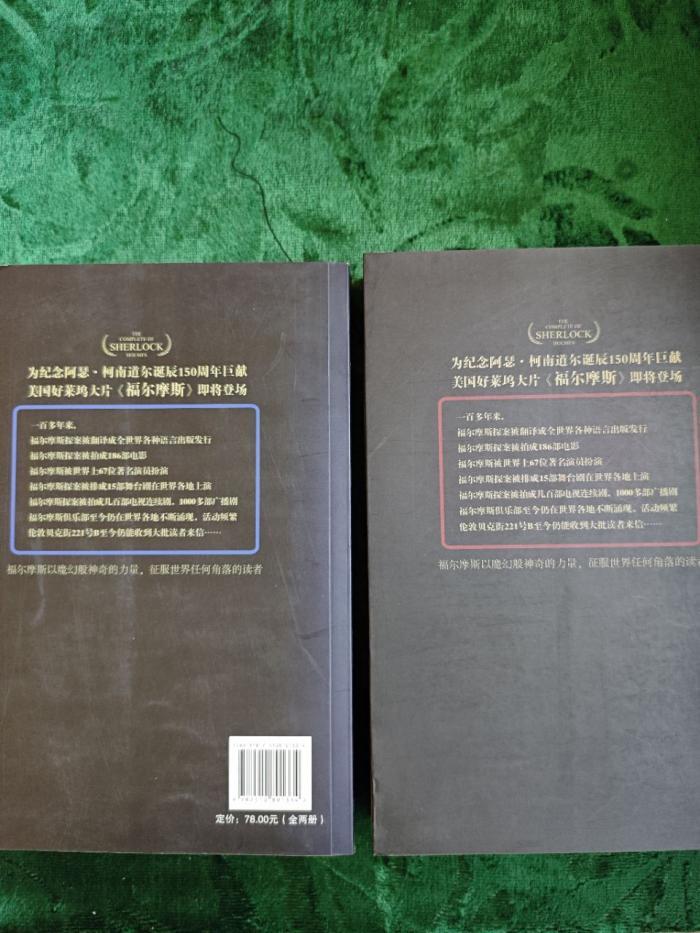 THE
COMPLETE OF
SHERLOCK
HOLMES
为纪念阿瑟·柯南道尔诞辰150周年巨献
美国好莱坞大片《福尔摩斯》即将登场
一百多年来,
福尔摩斯探案被翻译成全世界各种语言出版发行
福尔摩斯探案被拍成186部电影
福尔摩斯被世界上67位著名演员扮演
福尔摩斯探案被排成15部舞台剧在世界各地上演
福尔摩斯探案被拍成几百部电视连续剧、1000多部广播剧
福尔摩斯俱乐部至今仍在世界各地不断涌现、活动频繁
伦敦贝克街221号B至今仍能收到大批读者来信……
福尔摩斯以魔幻般神奇的力量，征服世界任何角落的读者
定价：78.00元（全两册）
THE
COMPLETE OF
SHERLOCK
HOLMES
为纪念阿瑟·柯南道尔诞辰150周年巨献
美国好莱坞大片《福尔摩斯》即将登场
一百多年来,
福尔摩斯探案被翻译成全世界各种语言出版发行
福尔摩斯探案被拍成186部电影
福尔摩斯被世界上67位著名演员扮演
福尔摩斯探案被排成15部舞台剧在世界各地上演
福尔摩斯探案被拍成几百部电视连续剧、1000多部广播剧
福尔摩斯俱乐部至今仍在世界各地不断涌现、活动频繁
伦敦贝克街221号B至今仍能收到大批读者来信……
福尔摩斯以魔幻般神奇的力量，征服世界任何角落的读者